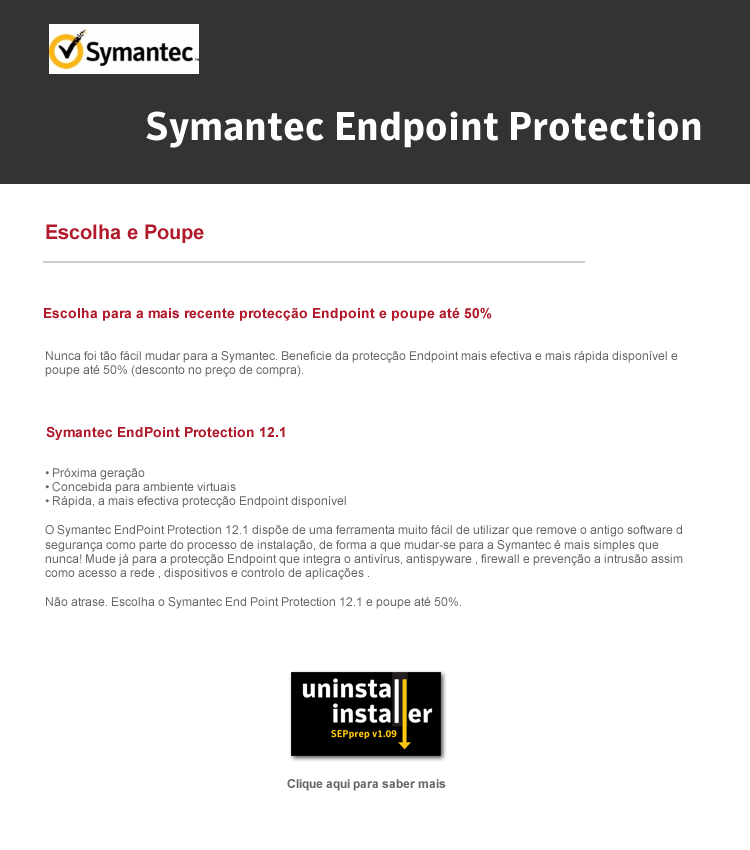 Symantec.
Symantec Endpoint Protection
Escolha e Poupe
Escolha para a mais recente protecção Endpoint e poupe até 50%
Nunca foi tão fácil mudar para a Symantec. Beneficie da protecção Endpoint mais efectiva e mais rápida disponível e
poupe até 50% (desconto no preço de compra).
Symantec EndPoint Protection 12.1
• Próxima geração
• Concebida para ambiente virtuais
• Rápida, a mais efectiva protecção Endpoint disponível
O Symantec EndPoint Protection 12.1 dispõe de uma ferramenta muito fácil de utilizar que remove o antigo software d
segurança como parte do processo de instalação, de forma a que mudar-se para a Symantec é mais simples que
nunca! Mude já para a protecção Endpoint que integra o antivírus, antispyware , firewall e prevenção a intrusão assim
como acesso a rede , dispositivos e controlo de aplicações .
Não atrase. Escolha o Symantec End Point Protection 12.1 e poupe até 50%.
uninstall
installer
SEPprep v1.09
Clique aqui para saber mais